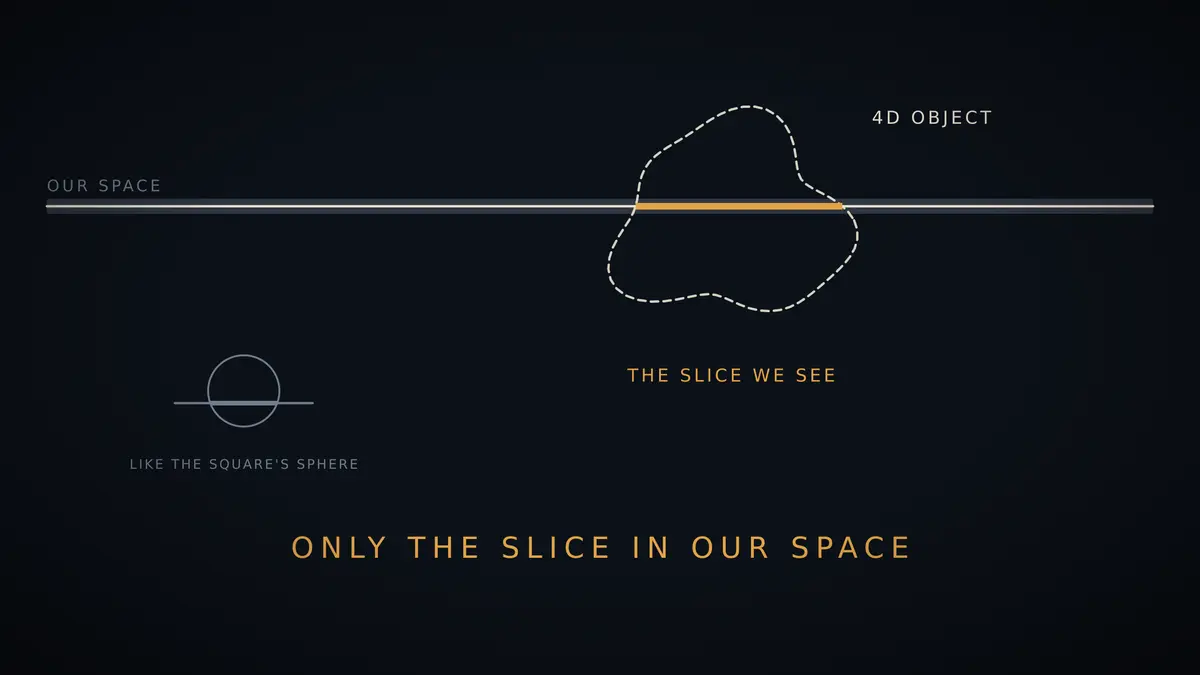 4D OBJECT
OUR SPACE
THE SLICE WE SEE
LIKE THE SQUARE'S SPHERE
ONLY THE SLICE IN OUR SPACE